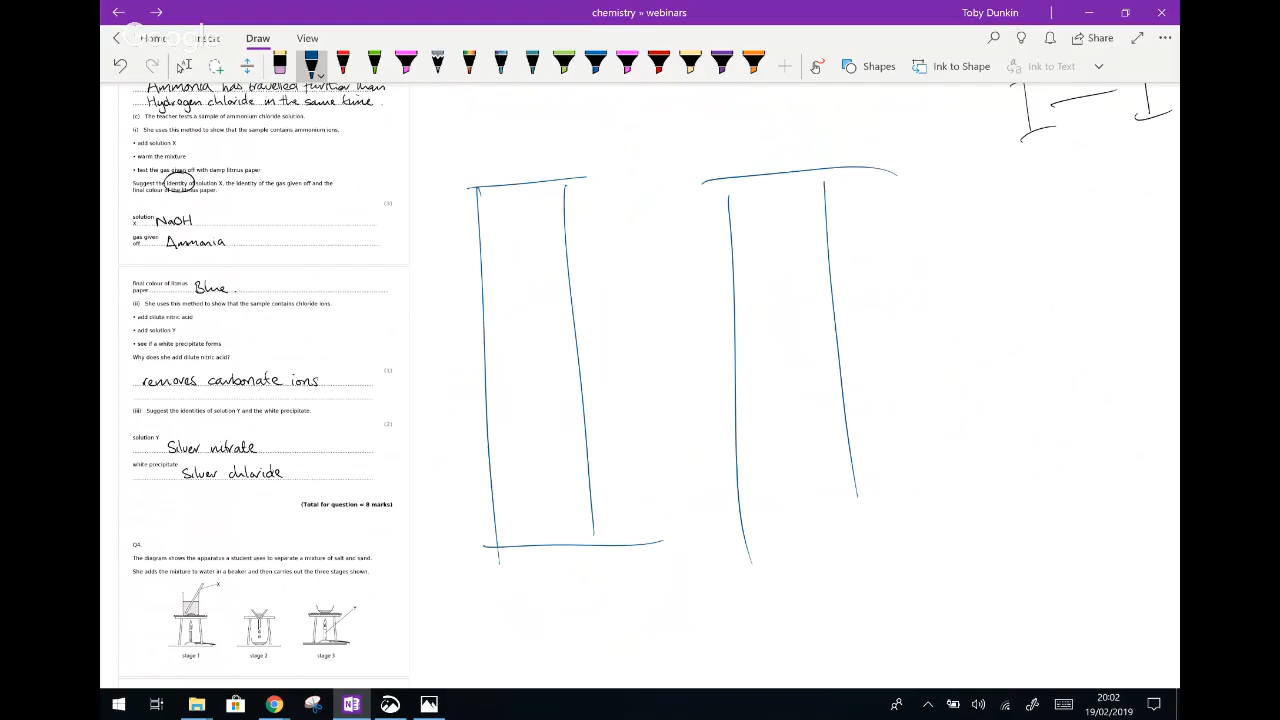 chemistry » webinars
Toby Dunkin
Google
Home
Insert
Draw
View
Share
Shapes
Ink to Shape
Ink to Text
Ammonia has travelled further than
Hydrogen chloride in the same time.
(c) The teacher tests a sample of ammonium chloride solution.
(i) She uses this method to show that the sample contains ammonium ions.
• add solution X
• warm the mixture
• test the gas given off with damp litmus paper
Suggest the identity of solution X, the identity of the gas given off and the
final colour of the litmus paper.
(3)
solution
X. NaOH
gas given
off. Ammonia
final colour of litmus
paper. Blue.
(ii) She uses this method to show that the sample contains chloride ions.
• add dilute nitric acid
• add solution Y
• see if a white precipitate forms
Why does she add dilute nitric acid?
(1)
removes carbonate ions
(iii) Suggest the identities of solution Y and the white precipitate.
(2)
solution Y Silver nitrate
white precipitate Silver chloride
(Total for question = 8 marks)
Q4.
The diagram shows the apparatus a student uses to separate a mixture of salt and sand.
She adds the mixture to water in a beaker and then carries out the three stages shown.
X
Y
stage 1 stage 2 stage 3
20:02
19/02/2019